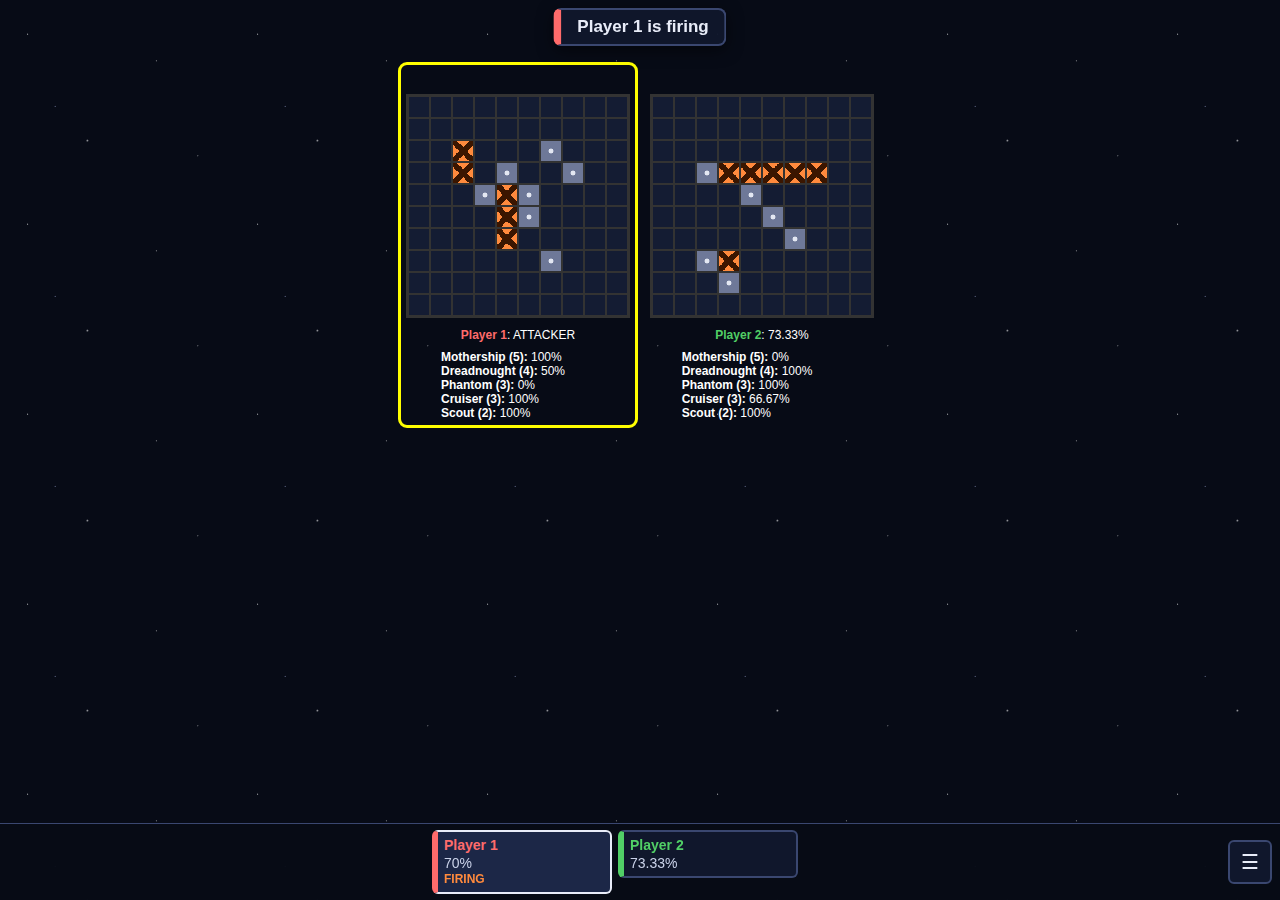 Player 1 is firing
Player 1: ATTACKER
Mothership (5): 100%
Dreadnought (4): 50%
Phantom (3): 0%
Cruiser (3): 100%
Scout (2): 100%
Player 2: 73.33%
Mothership (5): 0%
Dreadnought (4): 100%
Phantom (3): 100%
Cruiser (3): 66.67%
Scout (2): 100%
Player 1
70%
FIRING
Player 2
73.33%